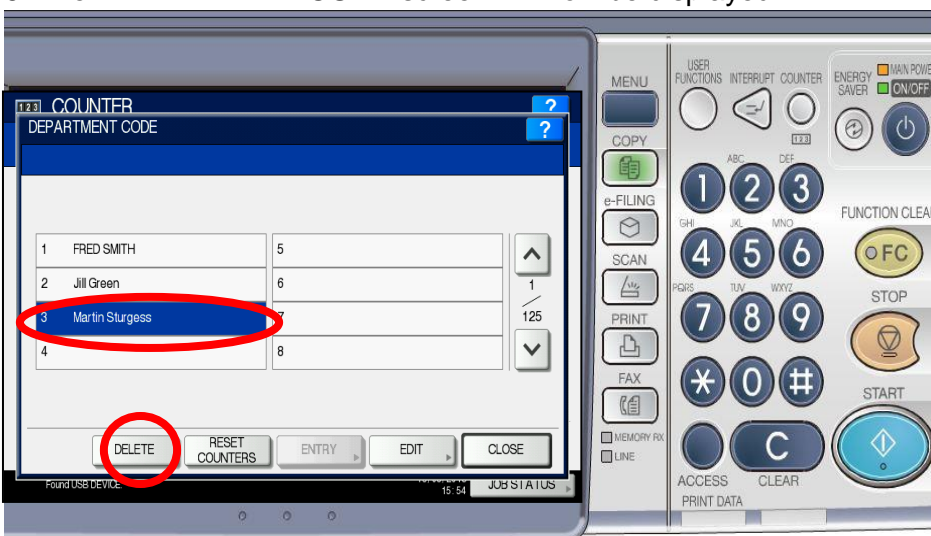 COUNTER
?
DEPARTMENT CODE
?
1 FRED SMITH
5
2 Jill Green
6
3 Martin Sturgess
7
4
8
1
125
DELETE
RESET COUNTERS
ENTRY
EDIT
CLOSE
Found USB DEVICE
15:54
JOB STATUS
MENU
COPY
e-FILING
SCAN
PRINT
FAX
MEMORY RX
LINE
USER
FUNCTIONS INTERRUPT COUNTER
123
ENERGY
SAVER
MAIN POWE
ON/OFF
ABC DEF
1 2 3
GHI JKL MNO
4 5 6
PQRS TUV WXYZ
7 8 9
* 0 #
C
ACCESS CLEAR
PRINT DATA
FUNCTION CLEA
FC
STOP
START